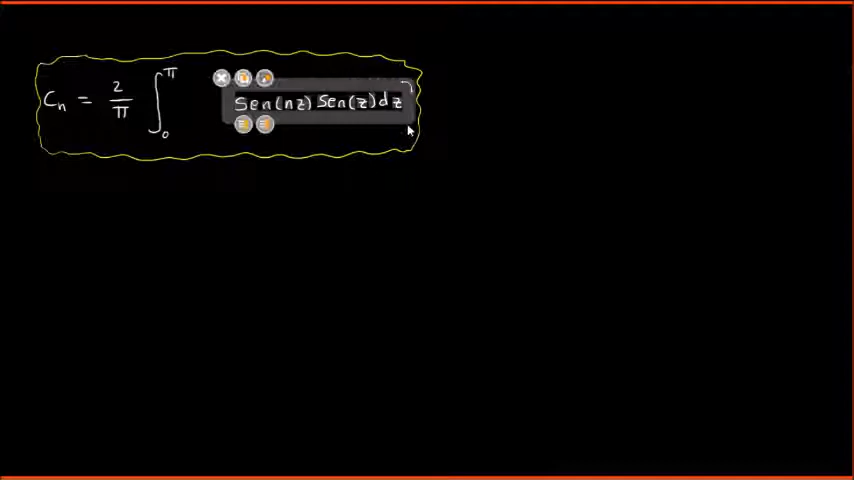 Cn = 2/π ∫₀^π Sen(nz) Sen(z)dz